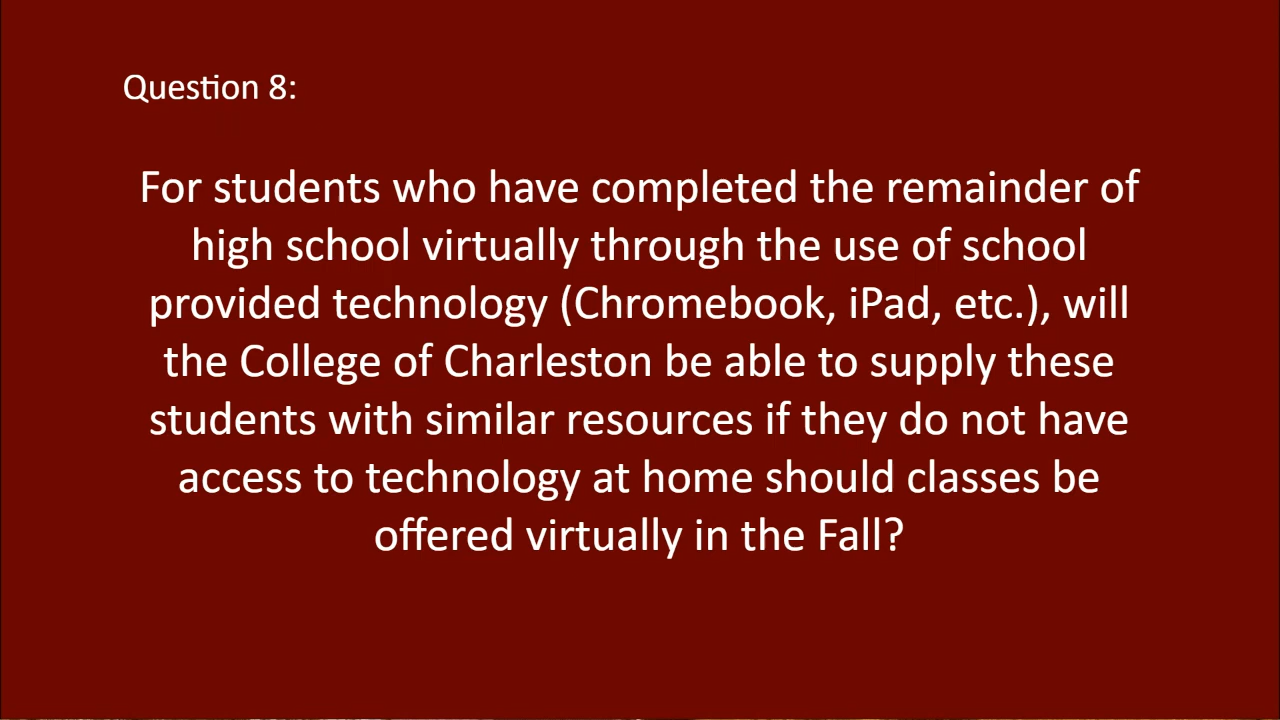 Question 8:
For students who have completed the remainder of
high school virtually through the use of school
provided technology (Chromebook, iPad, etc.), will
the College of Charleston be able to supply these
students with similar resources if they do not have
access to technology at home should classes be
offered virtually in the Fall?